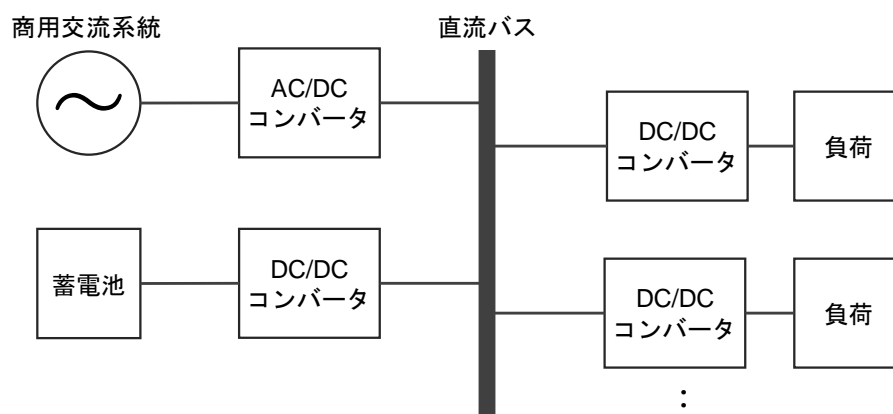 商用交流系統
直流バス
AC/DC
コンバータ
DC/DC
コンバータ
負荷
蓄電池
DC/DC
コンバータ
DC/DC
コンバータ
負荷
: